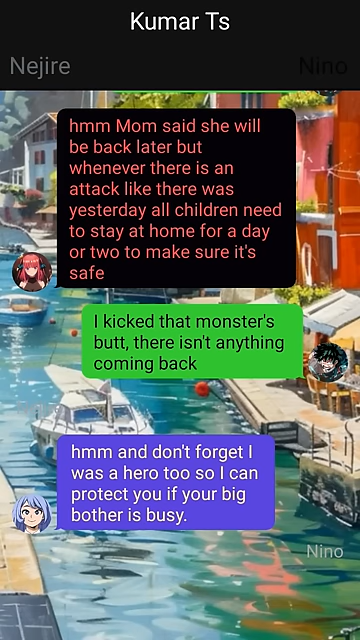 Kumar Ts
Nejire
Nino
hmm Mom said she will
be back later but
whenever there is an
attack like there was
yesterday all children need
to stay at home for a day
or two to make sure it's
safe
I kicked that monster's
butt, there isn't anything
coming back
hmm and don't forget I
was a hero too so I can
protect you if your big
bother is busy.
Nino